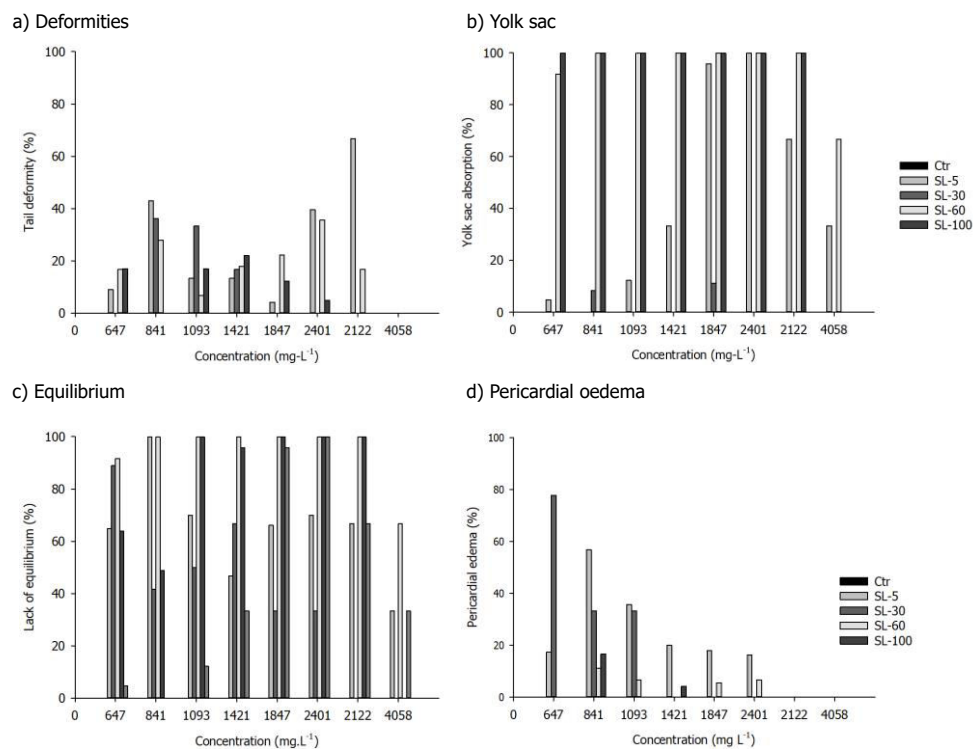 a) Deformities
100
80
60
40
20
0
Tail deformity (%)
0 647 841 1093 1421 1847 2401 2122 4058
Concentration (mg-L⁻¹)
b) Yolk sac
100
80
60
40
20
0
Yolk sac absorption (%)
0 647 841 1093 1421 1847 2401 2122 4058
Concentration (mg-L⁻¹)
Ctr
SL-5
SL-30
SL-60
SL-100
c) Equilibrium
100
80
60
40
20
0
Lack of equilibrium (%)
0 647 841 1093 1421 1847 2401 2122 4058
Concentration (mg.L⁻¹)
d) Pericardial oedema
100
80
60
40
20
0
Pericardial edema (%)
0 647 841 1093 1421 1847 2401 2122 4058
Concentration (mg L⁻¹)
Ctr
SL-5
SL-30
SL-60
SL-100